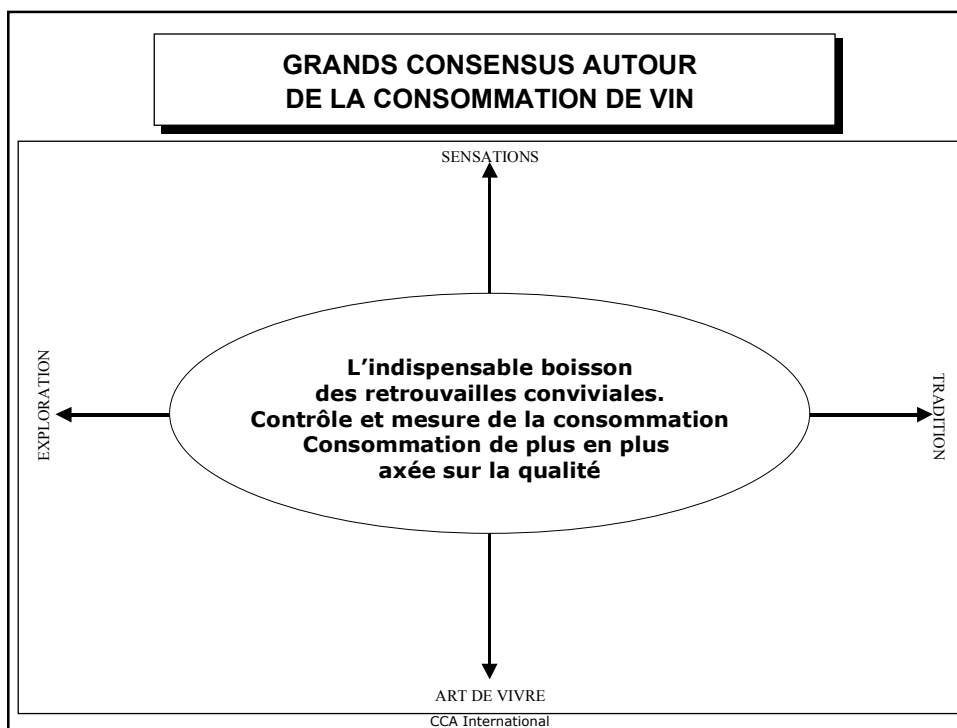 GRANDS CONSENSUS AUTOUR
DE LA CONSOMMATION DE VIN
SENSATIONS
EXPLORATION
L’indispensable boisson
des retrouvailles conviviales.
Contrôle et mesure de la consommation
Consommation de plus en plus
axée sur la qualité
TRADITION
ART DE VIVRE
CCA International